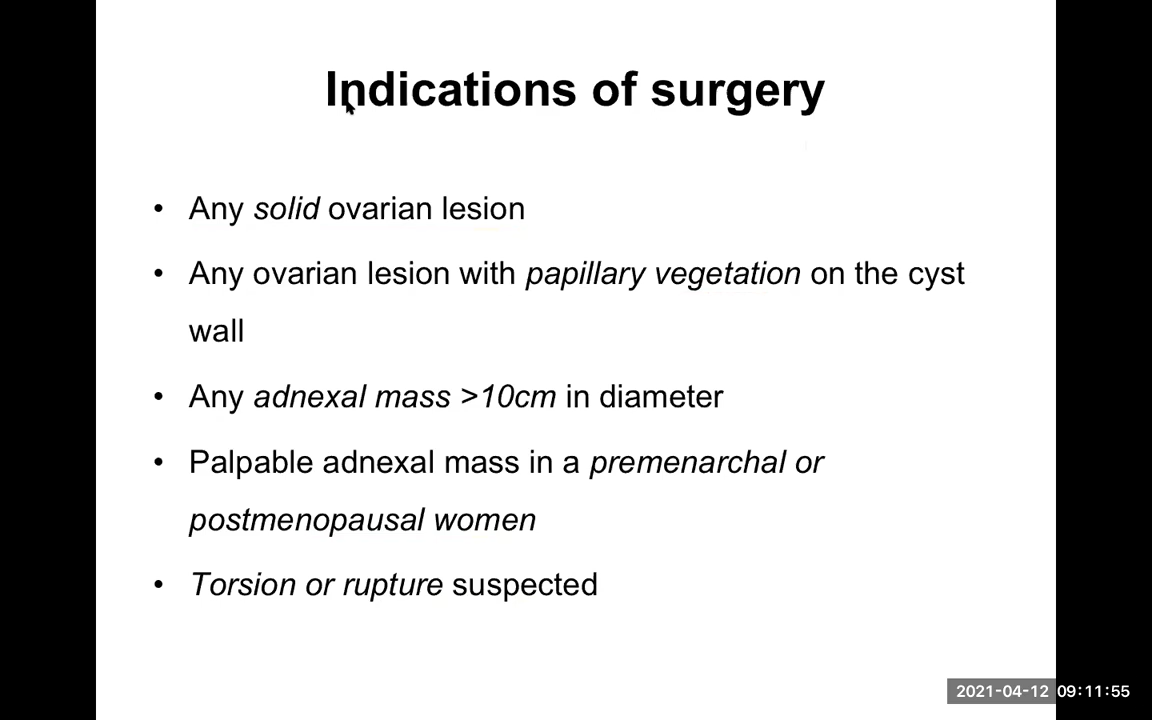 Indications of surgery
• Any solid ovarian lesion
• Any ovarian lesion with papillary vegetation on the cyst
wall
• Any adnexal mass >10cm in diameter
• Palpable adnexal mass in a premenarchal or
postmenopausal women
• Torsion or rupture suspected
2021-04-12 09:11:55